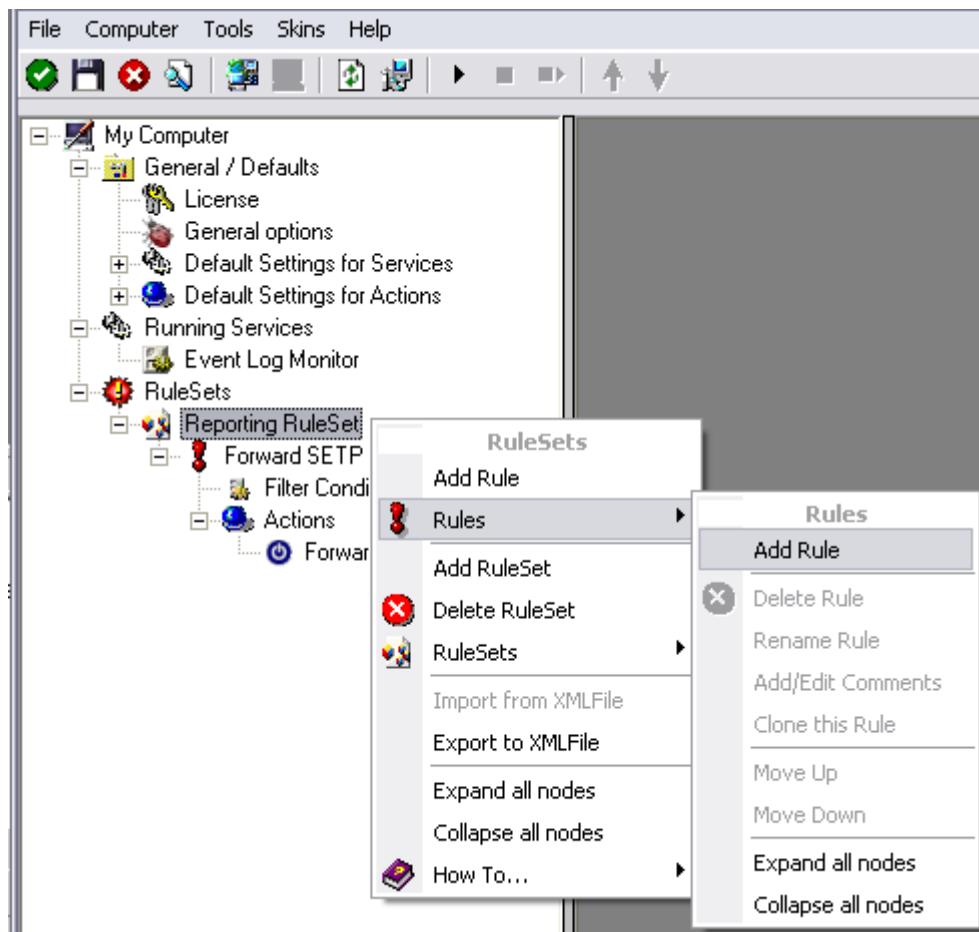 File Computer Tools Skins Help
My Computer
General / Defaults
License
General options
Default Settings for Services
Default Settings for Actions
Running Services
Event Log Monitor
RuleSets
Reporting RuleSet
Forward SETP
Filter Condi
Actions
Forwar
RuleSets
Add Rule
Rules
Add RuleSet
Delete RuleSet
RuleSets
Import from XMLFile
Export to XMLFile
Expand all nodes
Collapse all nodes
How To...
Rules
Add Rule
Delete Rule
Rename Rule
Add/Edit Comments
Clone this Rule
Move Up
Move Down
Expand all nodes
Collapse all nodes